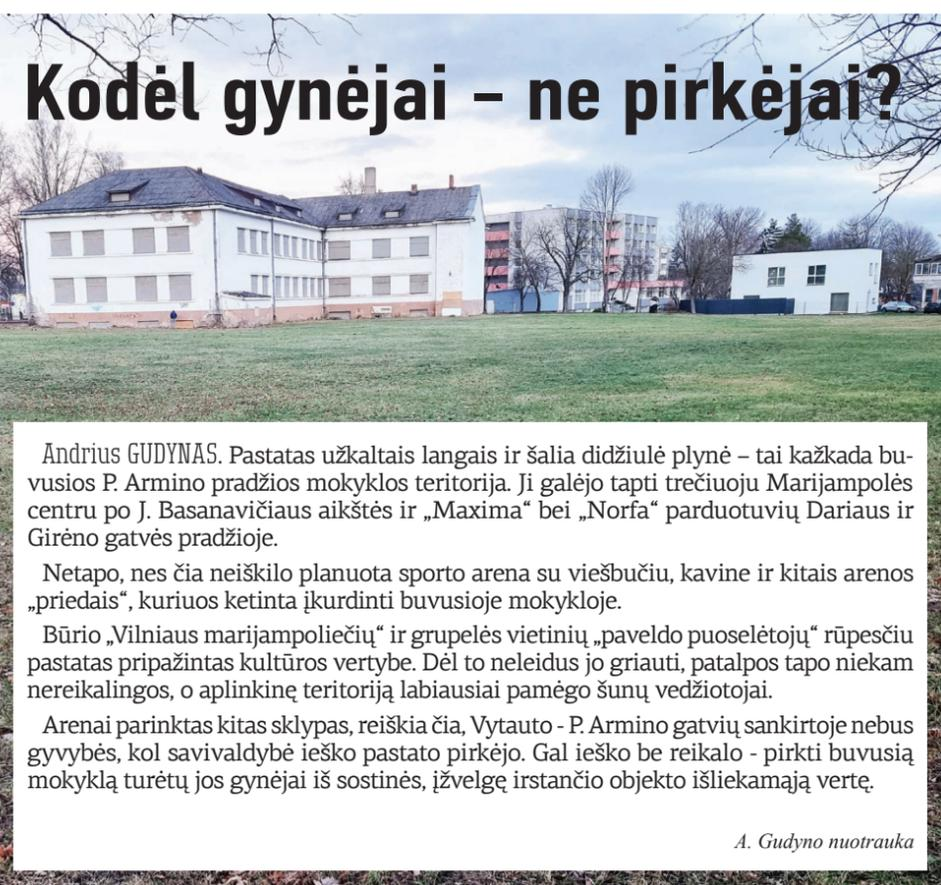 Kodėl gynėjai – ne pirkėjai?
Andrius GUDYNAS. Pastatas užkaltais langais ir šalia didžiulė plynė – tai kažkada bu-
vusios P. Armino pradžios mokyklos teritorija. Ji galėjo tapti trečiuoju Marijampolės
centru po J. Basanavičiaus aikštės ir „Maxima“ bei „Norfa“ parduotuvių Dariaus ir
Girėno gatvės pradžioje.
Netapo, nes čia neiškilo planuota sporto arena su viešbučiu, kavine ir kitais arenos
„priedais“, kuriuos ketinta įkurdinti buvusioje mokykloje.
Būrio „Vilniaus marijampoliečių“ ir grupelės vietinių „paveldo puoselėtojų“ rūpesčiu
pastatas pripažintas kultūros vertybe. Dėl to neleidus jo griauti, patalpos tapo niekam
nereikalingos, o aplinkinę teritoriją labiausiai pamėgo šunų vedžiotojai.
Arenai parinktas kitas sklypas, reiškia čia, Vytauto - P. Armino gatvių sankirtoje nebus
gyvybės, kol savivaldybė ieško pastato pirkėjo. Gal ieško be reikalo - pirkti buvusią
mokyklą turėtų jos gynėjai iš sostinės, įžvelgę irstančio objekto išliekamąją vertę.
A. Gudyno nuotrauka